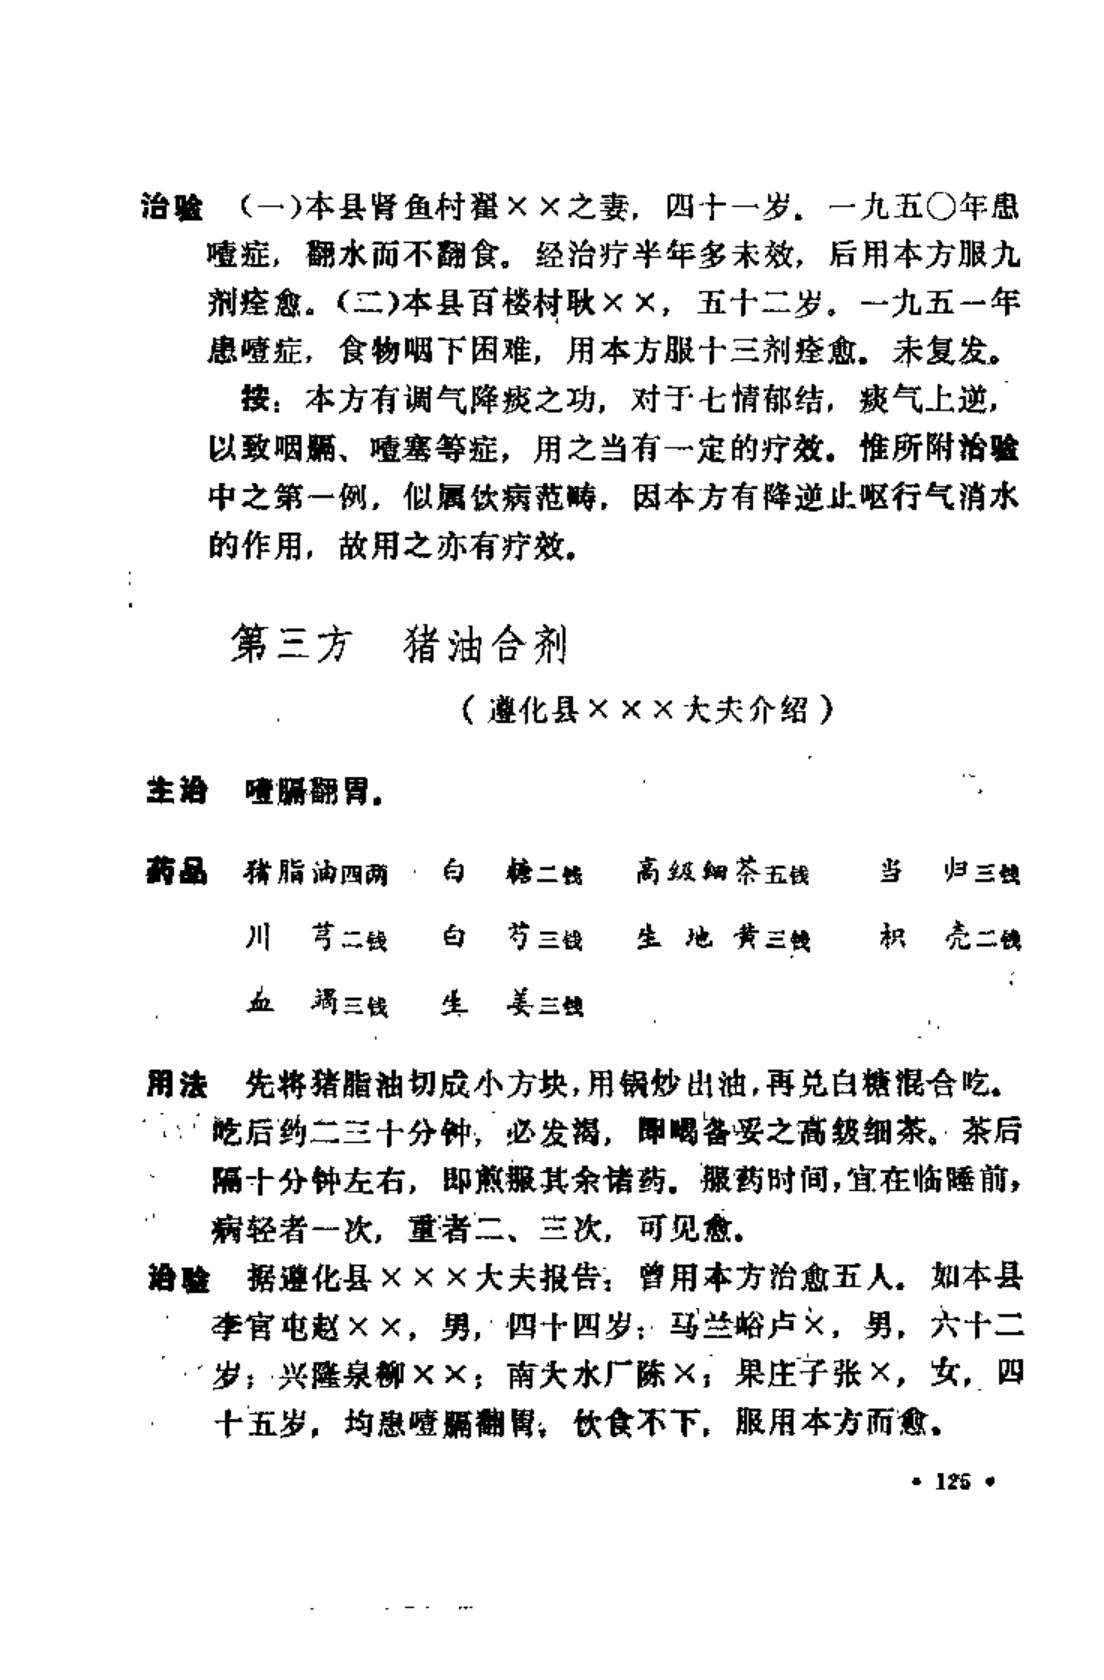 治验 （一）本县肾鱼村翟××之妻，四十一岁。一九五〇年患
噎症，翻水而不翻食。经治疗半年多未效，后用本方服九
剂痊愈。（二）本县百楼村耿××，五十二岁。一九五一年
患噎症，食物咽下困难，用本方服十三剂痊愈。未复发。
按：本方有调气降痰之功，对于七情郁结，痰气上逆，
以致咽膈、噎塞等症，用之当有一定的疗效。惟所附治验
中之第一例，似属饮病范畴，因本方有降逆止呕行气消水
的作用，故用之亦有疗效。
第三方 猪油合剂
（遵化县×××大夫介绍）
主治 噎膈翻胃。
药品 猪脂油四两 白糖二钱 高级细茶五钱 当归三钱
川芎二钱 白芍三钱 生地黄三钱 枳壳二钱
血竭三钱 生姜三钱
用法 先将猪脂油切成小方块，用锅炒出油，再兑白糖混合吃。
吃后约二三十分钟，必发渴，即喝备妥之高级细茶。茶后
隔十分钟左右，即煎服其余诸药。服药时间，宜在临睡前，
病轻者一次，重者二、三次，可见愈。
治验 据遵化县×××大夫报告：曾用本方治愈五人。如本县
李官屯赵××，男，四十四岁；马兰峪卢×，男，六十二
岁；兴隆泉柳××；南大水厂陈×；果庄子张×，女，四
十五岁，均患噎膈翻胃，饮食不下，服用本方而愈。
• 125 •